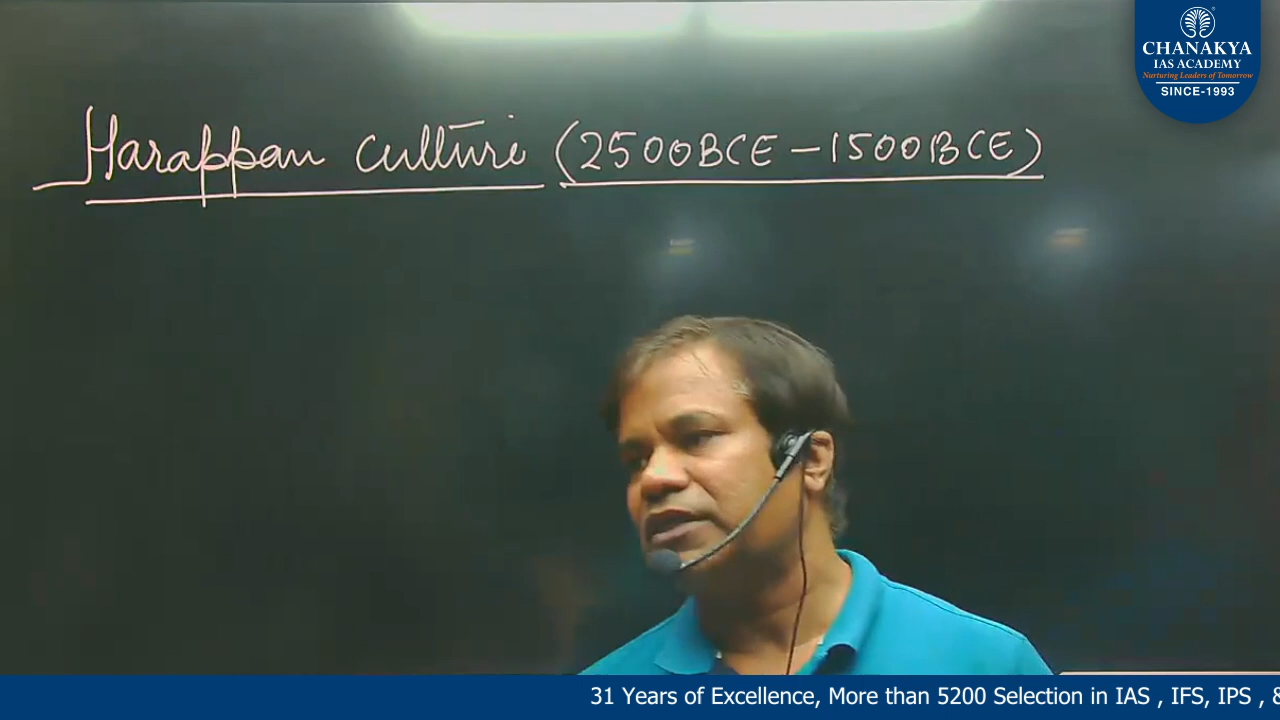 CHANAKYA
IAS ACADEMY
Nurturing Leaders of Tomorrow
SINCE-1993
Harappan culture (2500BCE - 1500BCE)
31 Years of Excellence, More than 5200 Selection in IAS , IFS, IPS , &